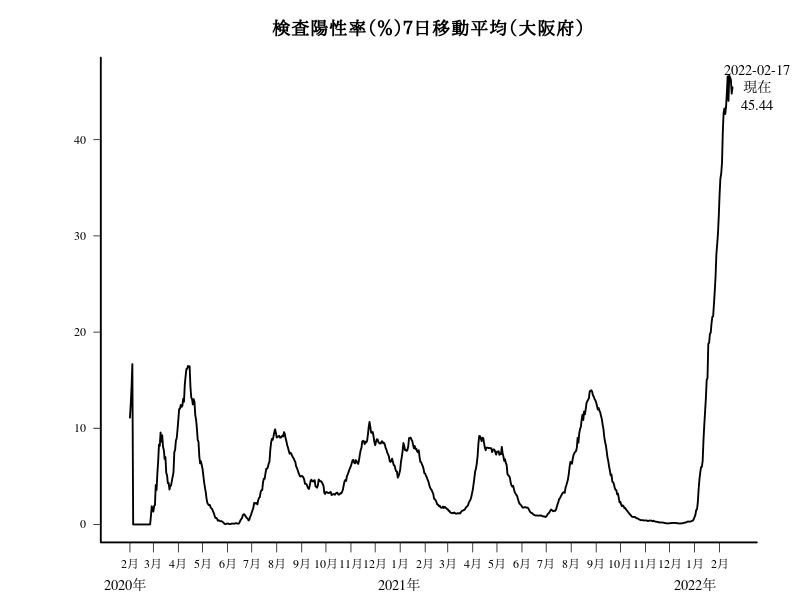 検査陽性率(%)7日移動平均(大阪府)
2022-02-17
現在
45.44
40
30
20
10
0
2月 3月 4月 5月 6月 7月 8月 9月 10月 11月 12月 1月 2月 3月 4月 5月 6月 7月 8月 9月 10月 11月 12月 1月 2月
2020年 2021年 2022年